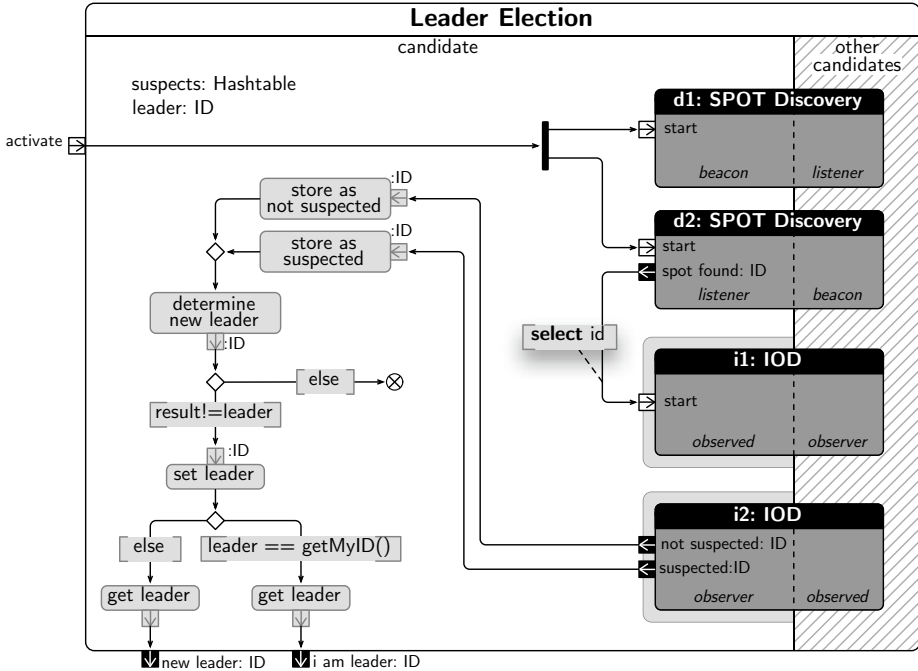 Leader Election
candidate
other
candidates
suspects: Hashtable
leader: ID
activate
d1: SPOT Discovery
start
beacon
listener
:ID
store as
not suspected
:ID
store as
suspected
d2: SPOT Discovery
start
spot found: ID
listener
beacon
determine
new leader
:ID
select id
i1: IOD
start
observed
observer
else
result!=leader
:ID
set leader
i2: IOD
not suspected: ID
suspected:ID
observer
observed
else
leader == getMyID()
get leader
get leader
new leader: ID
i am leader: ID